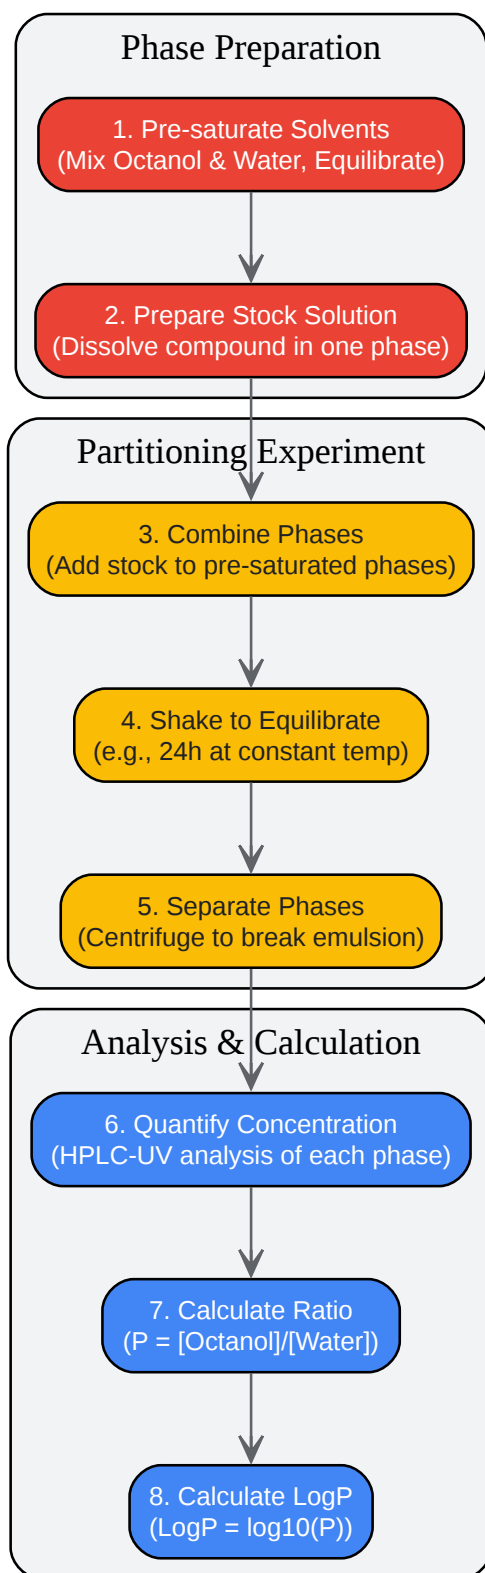 Phase Preparation
1. Pre-saturate Solvents
(Mix Octanol & Water, Equilibrate)
2. Prepare Stock Solution
(Dissolve compound in one phase)
Partitioning Experiment
3. Combine Phases
(Add stock to pre-saturated phases)
4. Shake to Equilibrate
(e.g., 24h at constant temp)
5. Separate Phases
(Centrifuge to break emulsion)
Analysis & Calculation
6. Quantify Concentration
(HPLC-UV analysis of each phase)
7. Calculate Ratio
(P = [Octanol]/[Water])
8. Calculate LogP
(LogP = log10(P))